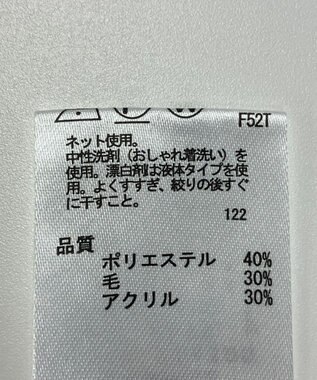 F52T
ネット使用。
中性洗剤（おしゃれ着洗い）を
使用。漂白剤は液体タイプを使
用。よくすすぎ、絞りの後すぐ
に干すこと。
122
品質
ポリエステル 40%
毛 30%
アクリル 30%